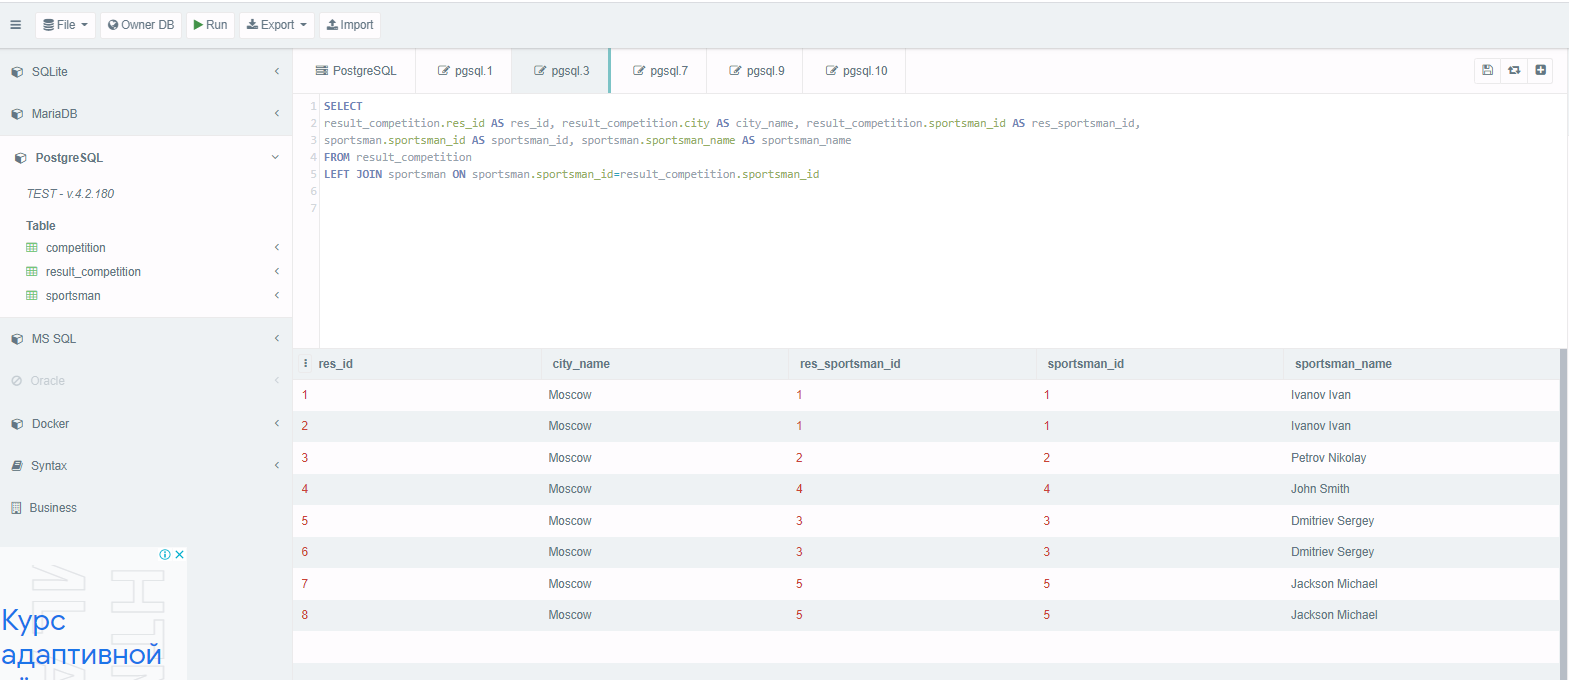 File Owner DB Run Export Import
SQLite
MariaDB
PostgreSQL
TEST - v.4.2.180
Table
competition
result_competition
sportsman
MS SQL
Oracle
Docker
Syntax
Business
Курс
адаптивной
PostgreSQL pgsql.1 pgsql.3 pgsql.7 pgsql.9 pgsql.10
1 SELECT
2 result_competition.res_id AS res_id, result_competition.city AS city_name, result_competition.sportsman_id AS res_sportsman_id,
3 sportsman.sportsman_id AS sportsman_id, sportsman.sportsman_name AS sportsman_name
4 FROM result_competition
5 LEFT JOIN sportsman ON sportsman.sportsman_id=result_competition.sportsman_id
6
7
res_id city_name res_sportsman_id sportsman_id sportsman_name
1 Moscow 1 1 Ivanov Ivan
2 Moscow 1 1 Ivanov Ivan
3 Moscow 2 2 Petrov Nikolay
4 Moscow 4 4 John Smith
5 Moscow 3 3 Dmitriev Sergey
6 Moscow 3 3 Dmitriev Sergey
7 Moscow 5 5 Jackson Michael
8 Moscow 5 5 Jackson Michael